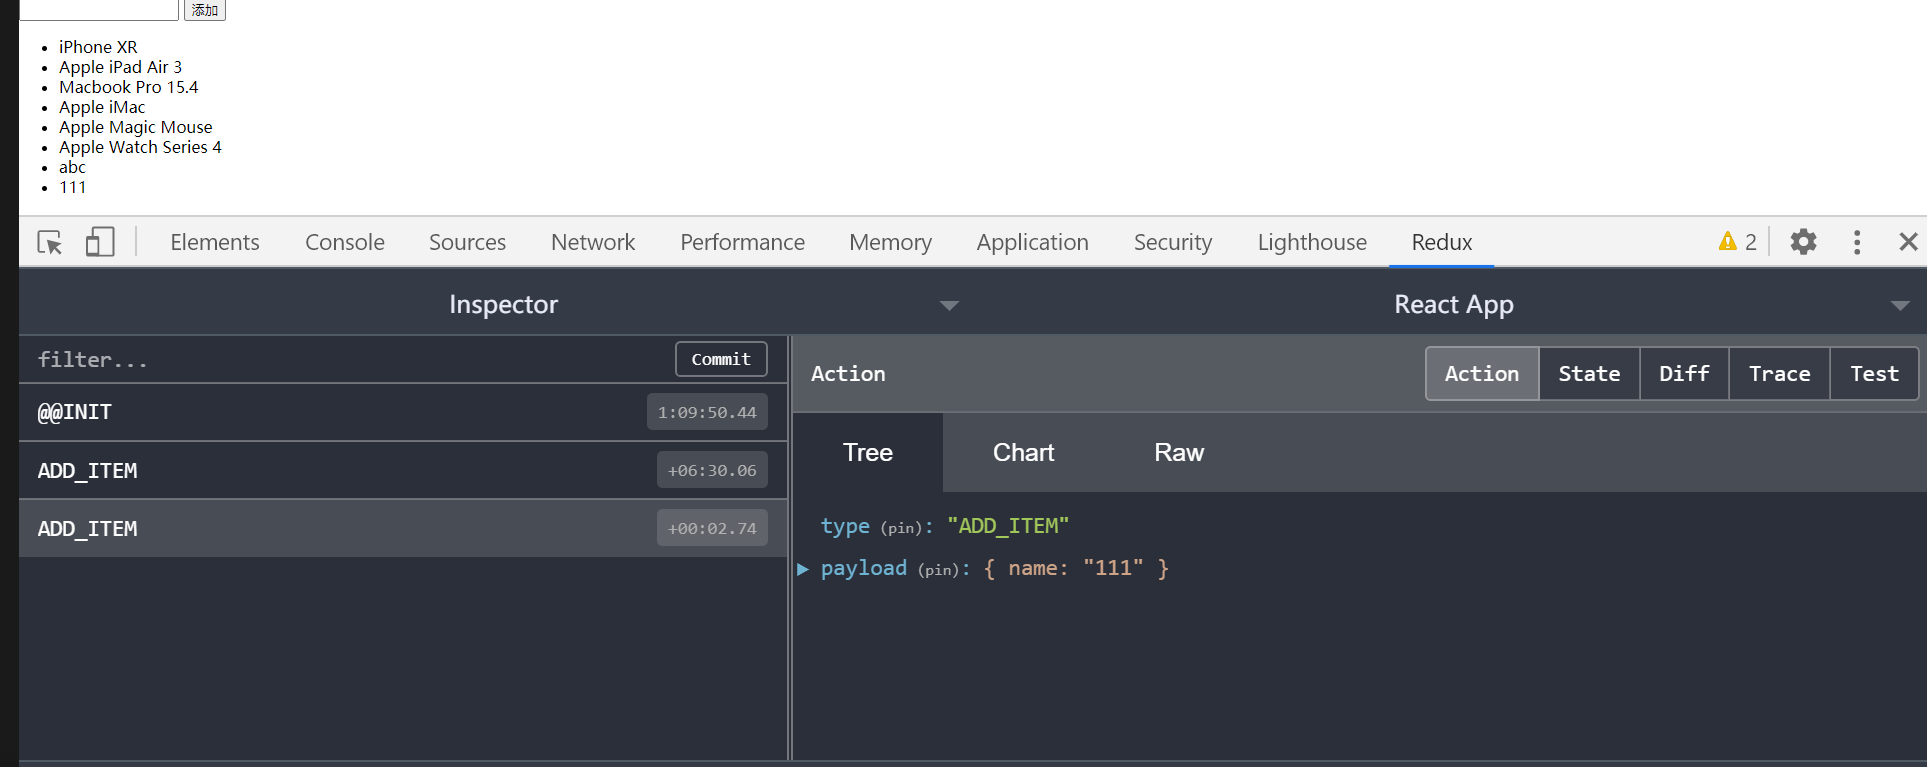 添加
iPhone XR
Apple iPad Air 3
Macbook Pro 15.4
Apple iMac
Apple Magic Mouse
Apple Watch Series 4
abc
111
Elements Console Sources Network Performance Memory Application Security Lighthouse Redux 2
Inspector React App
filter... Commit
@@INIT 1:09:50.44
ADD_ITEM +06:30.06
ADD_ITEM +00:02.74
Action Action State Diff Trace Test
Tree Chart Raw
type (pin): "ADD_ITEM"
payload (pin): { name: "111" }